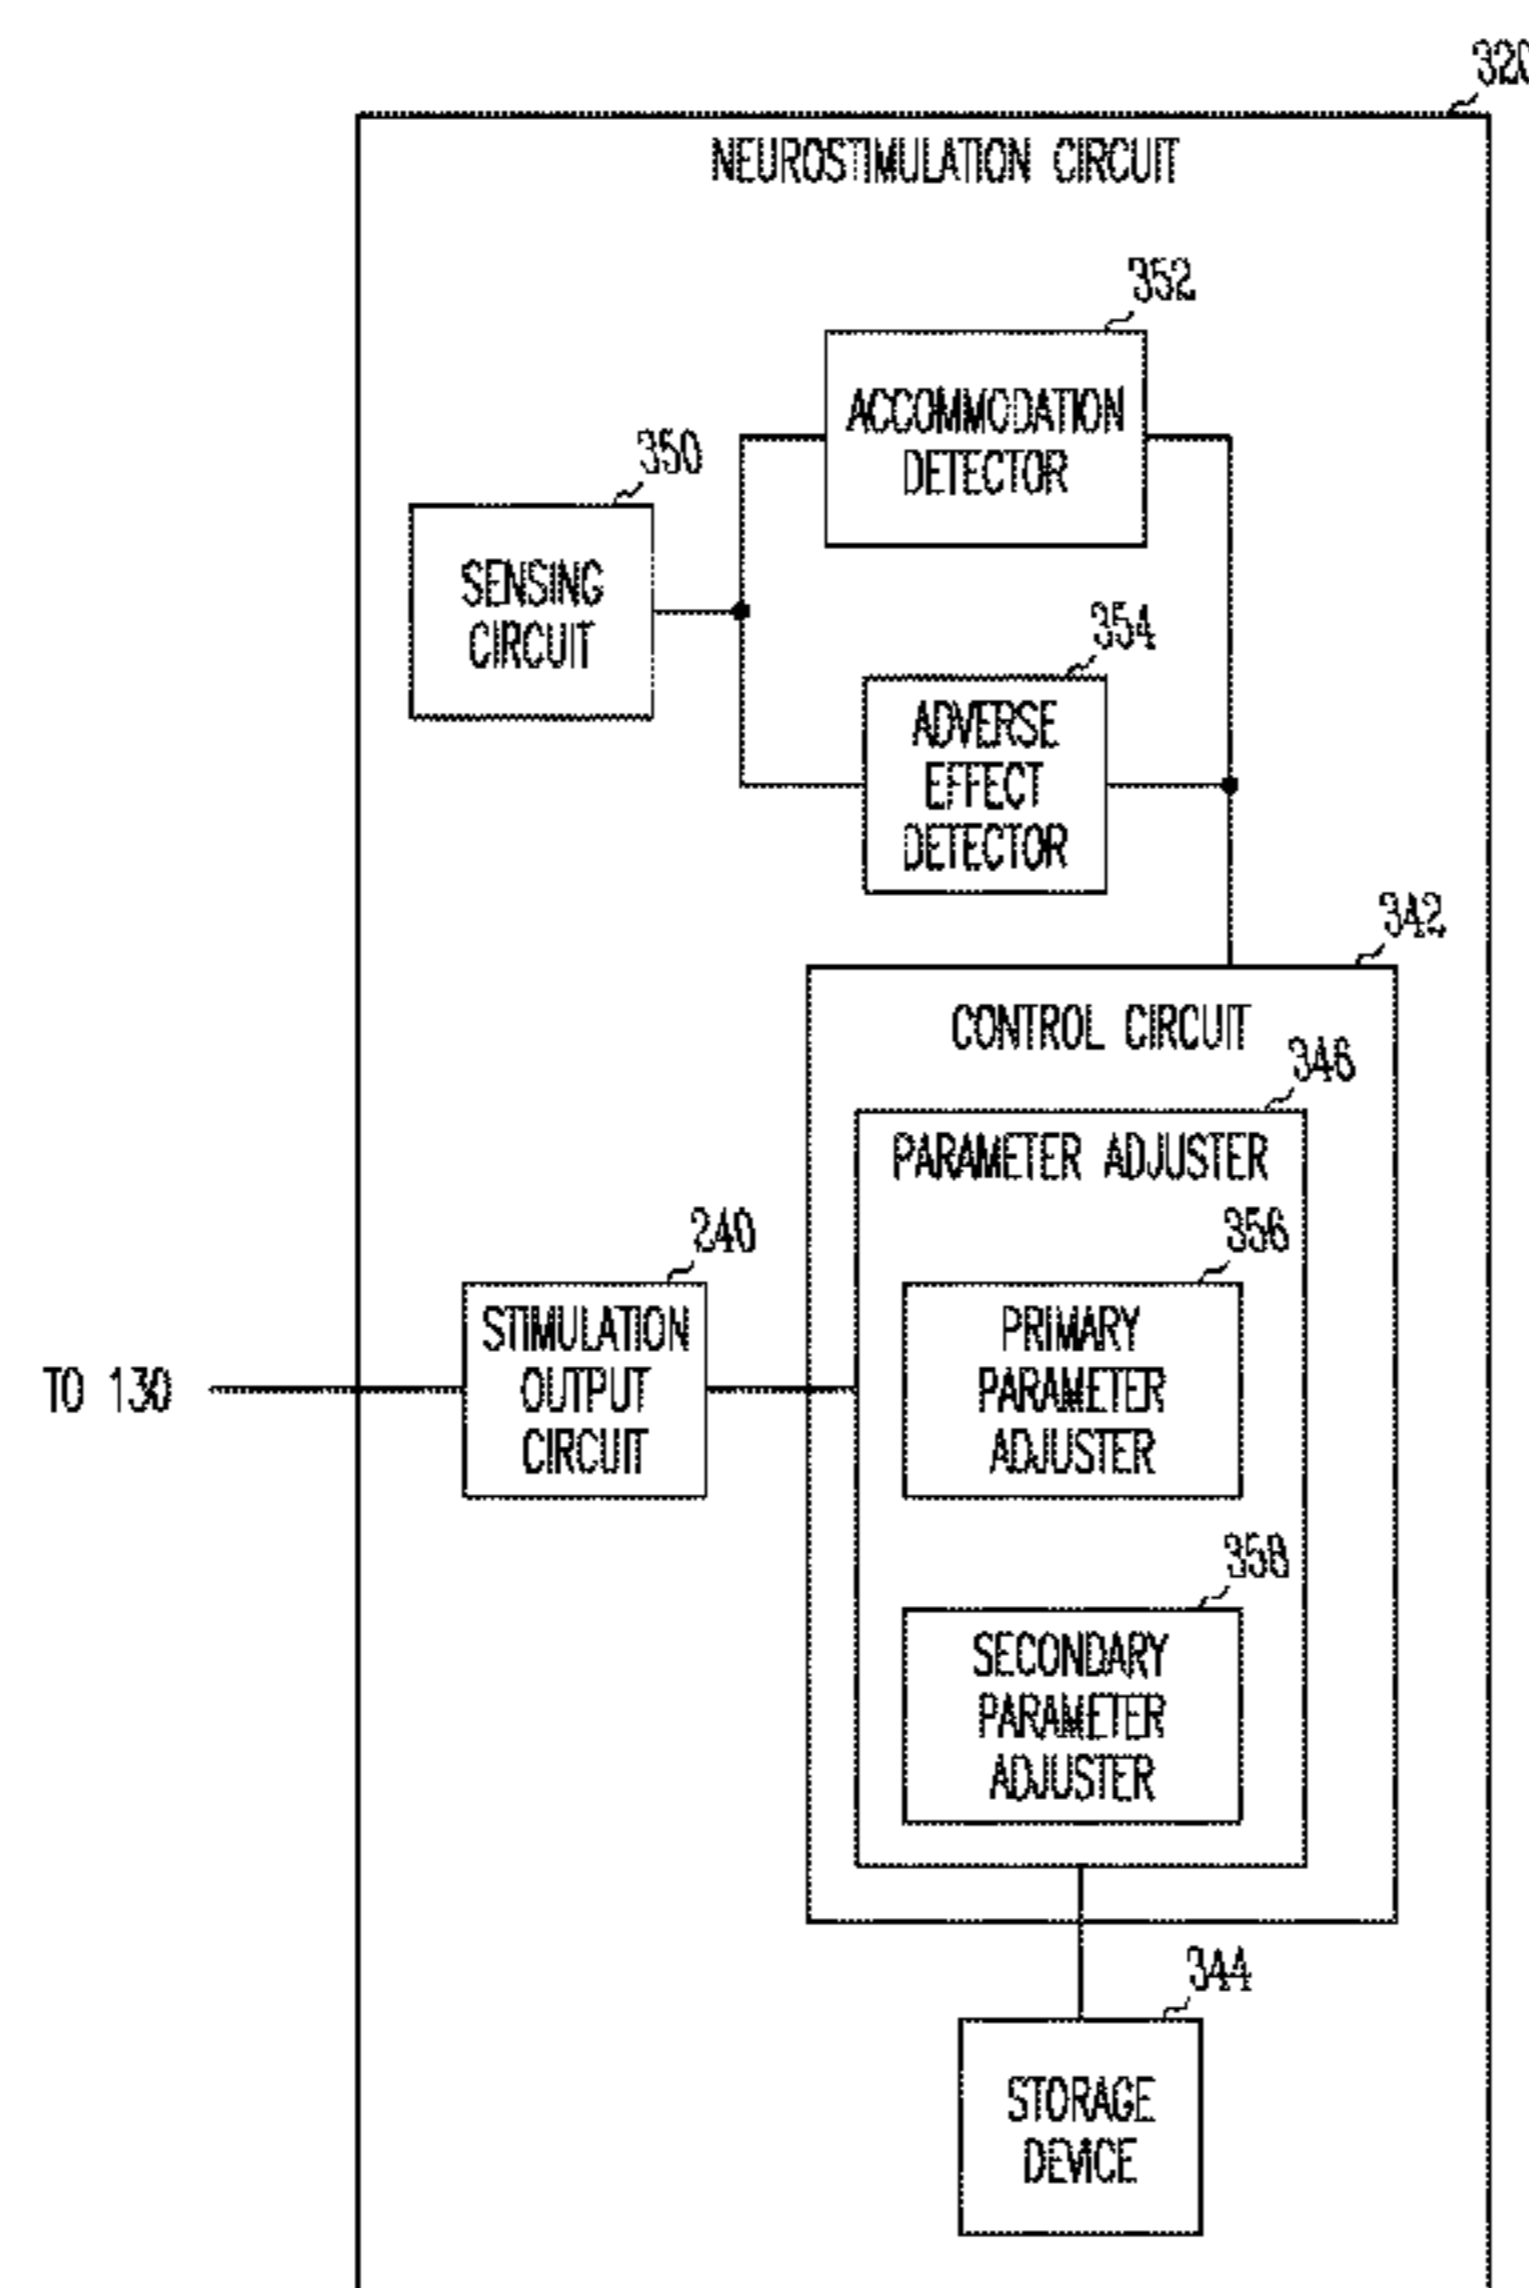 320
NEUROSTIMULATION CIRCUIT
352
ACCOMMODATION
DETECTOR
350
SENSING
CIRCUIT
354
ADVERSE
EFFECT
DETECTOR
342
CONTROL CIRCUIT
346
PARAMETER ADJUSTER
240
STIMULATION
OUTPUT
CIRCUIT
TO 130
356
PRIMARY
PARAMETER
ADJUSTER
358
SECONDARY
PARAMETER
ADJUSTER
344
STORAGE
DEVICE